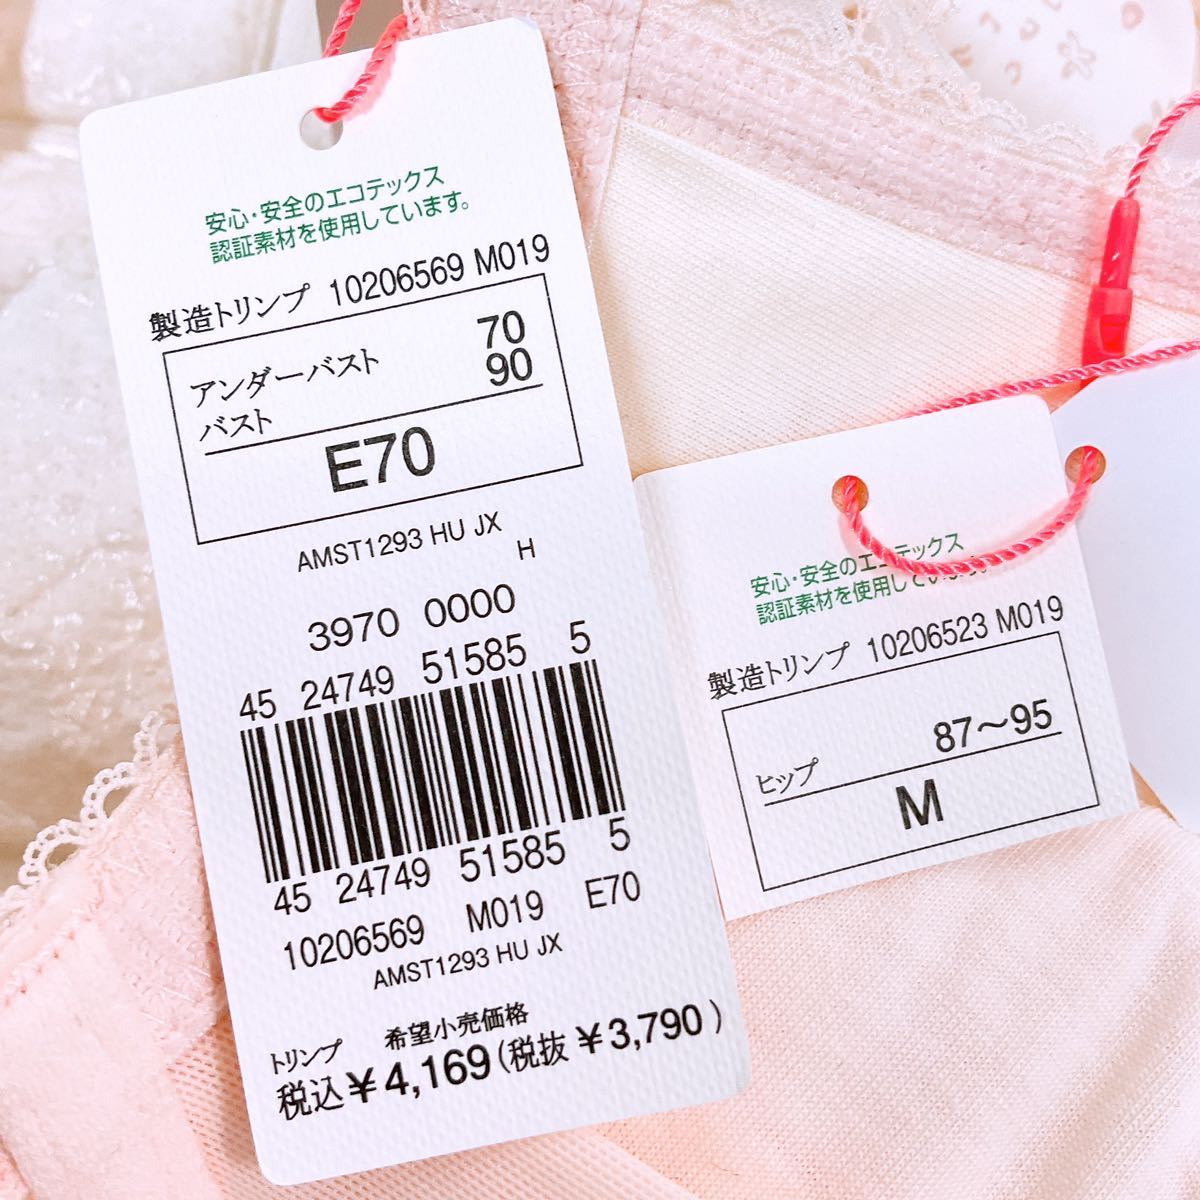 安心・安全のエコテックス
認証素材を使用しています。
製造トリンプ 10206569 M019
アンダーバスト 70
バスト 90
E70
AMST1293 HU JX
H
3970 0000
45 24749 51585 5
45 24749 51585 5
10206569 M019 E70
AMST1293 HU JX
トリンプ 希望小売価格
税込￥4,169(税抜￥3,790)
安心・安全のエコテックス
認証素材を使用しています。
製造トリンプ 10206523 M019
ヒップ 87～95
M